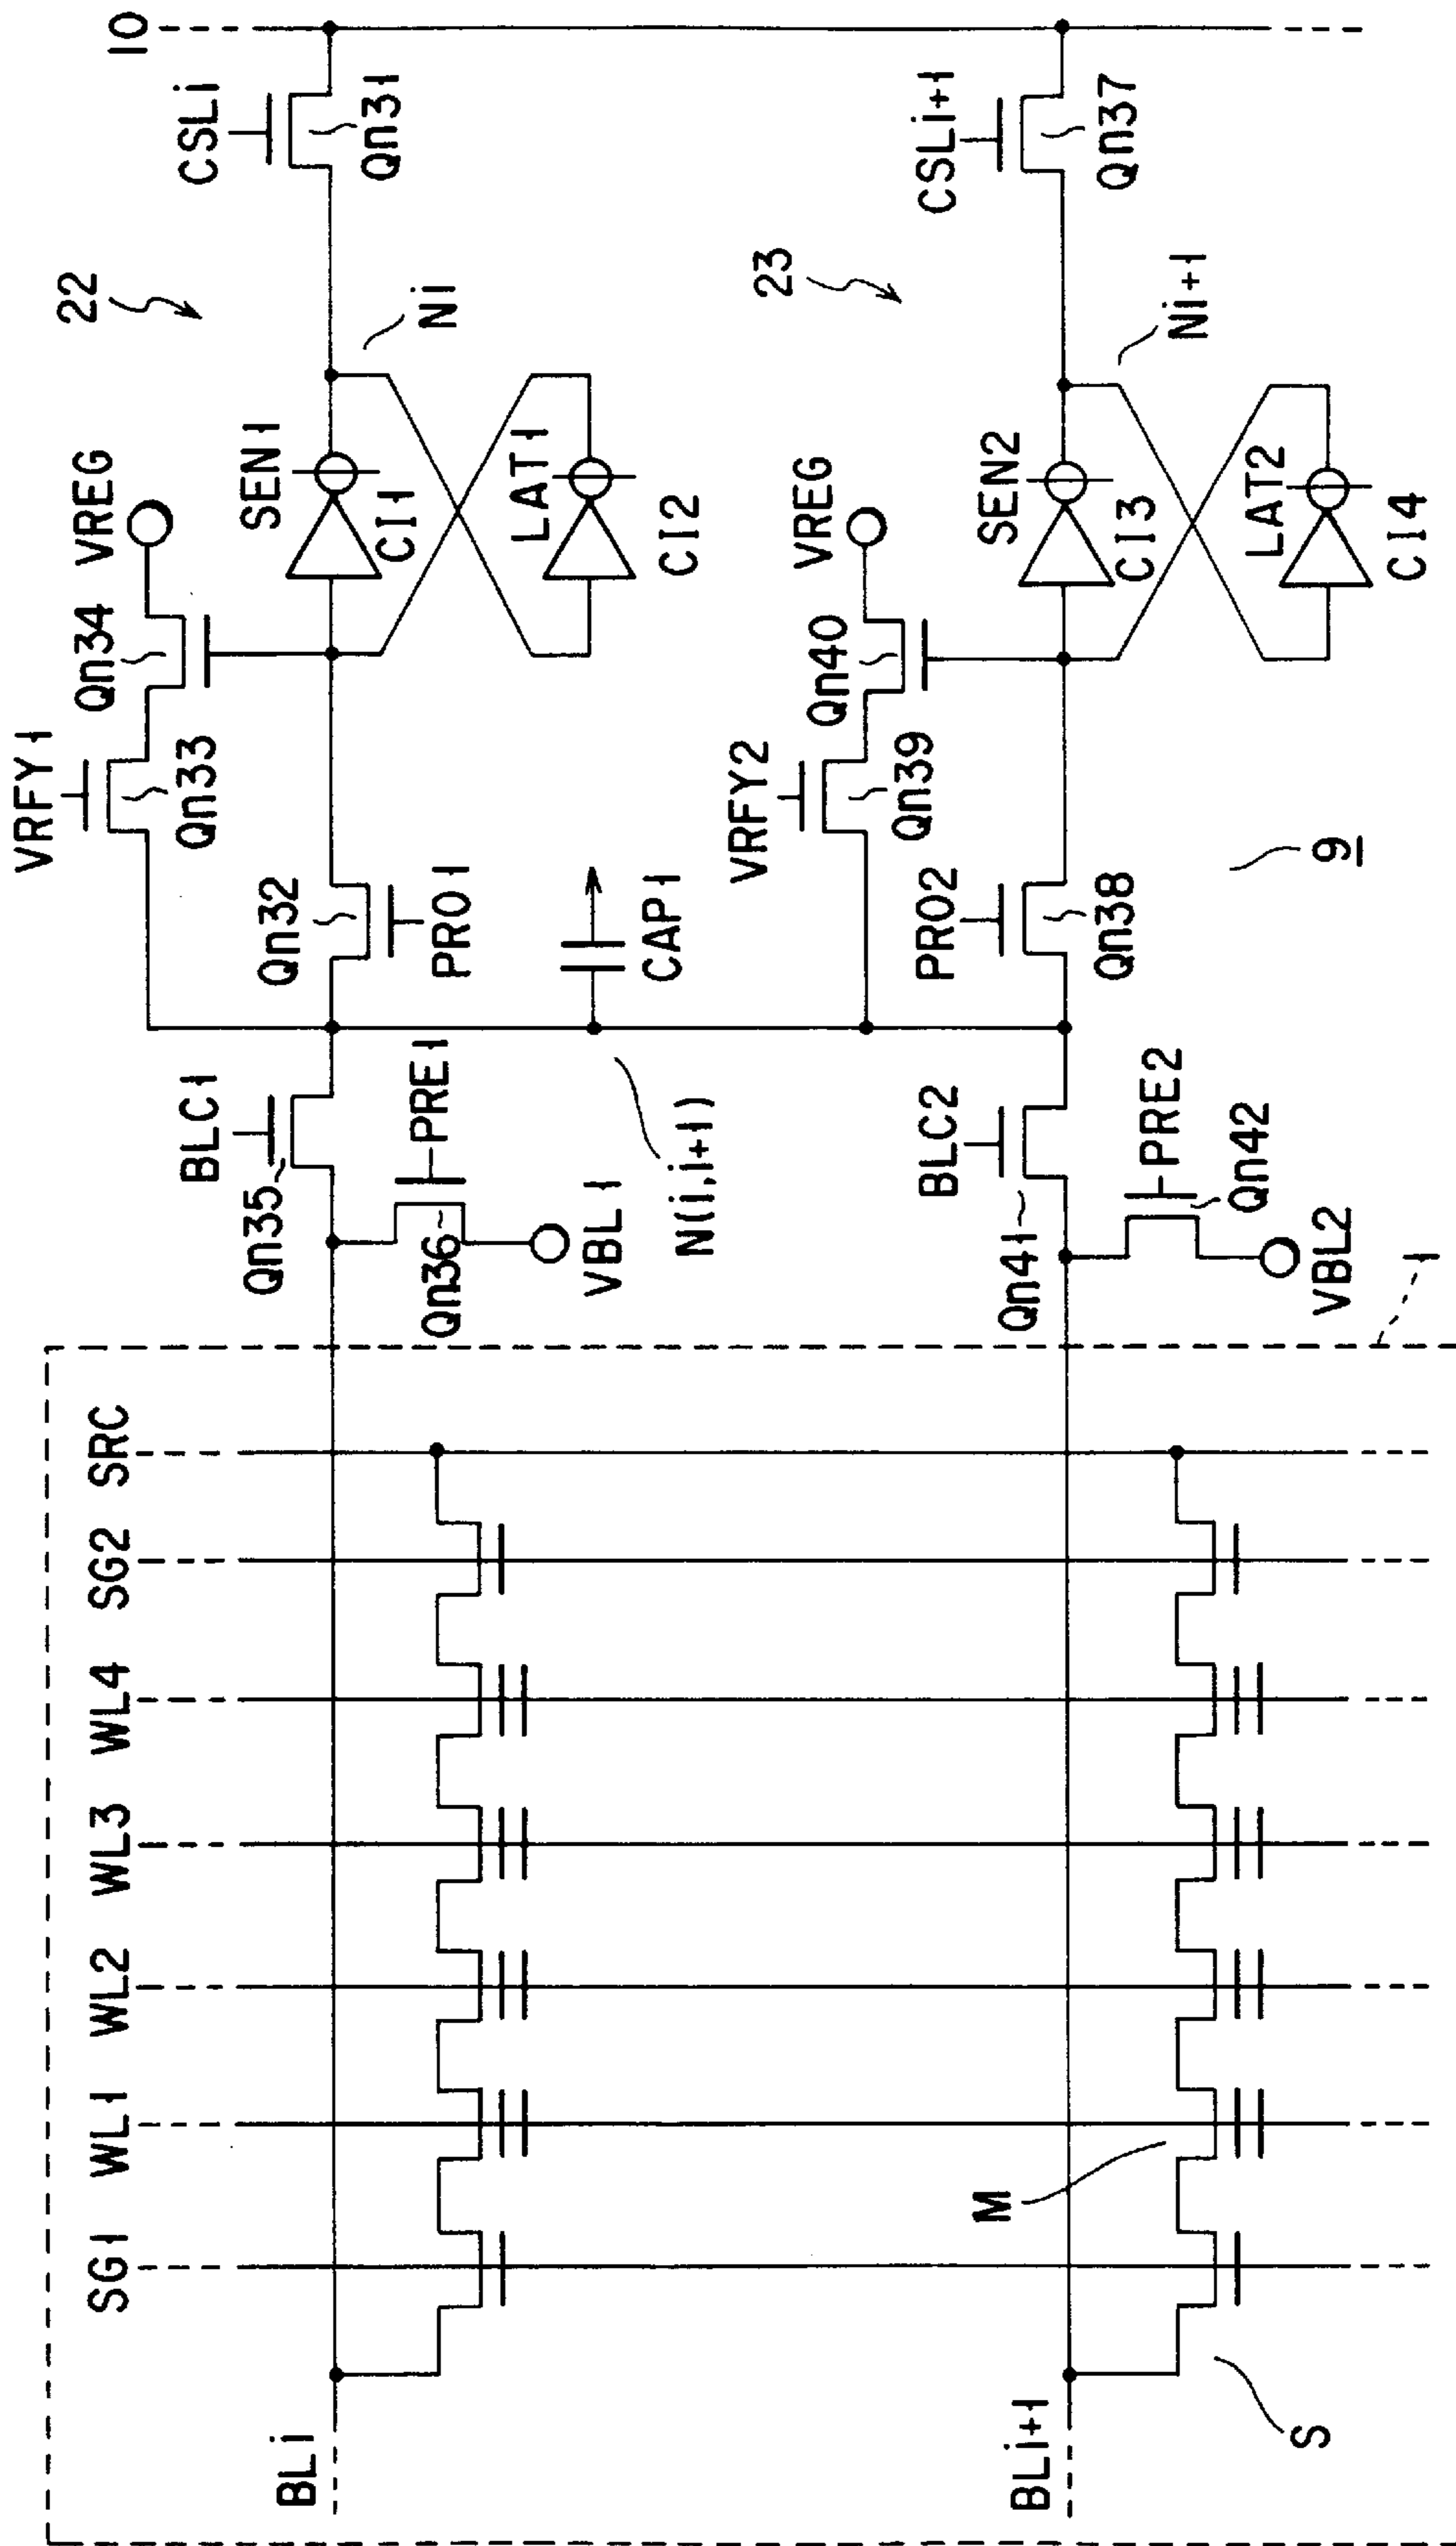 IO
CSLi
Qn31
22
Ni
VREG
Qn34
SEN1
CI1
LAT1
CI2
VRFY1
Qn33
Qn32
PRO1
CAP1
BLC1
Qn35
PRE1
Qn36
VBL1
N(i,i+1)
CSLi+1
Qn37
23
Ni+1
VREG
Qn40
SEN2
CI3
LAT2
CI4
VRFY2
Qn39
PRO2
Qn38
9
BLC2
Qn41
PRE2
Qn42
VBL2
1
SRC
SG2
WL4
WL3
WL2
WL1
SG1
M
BLi
BLi+1
S